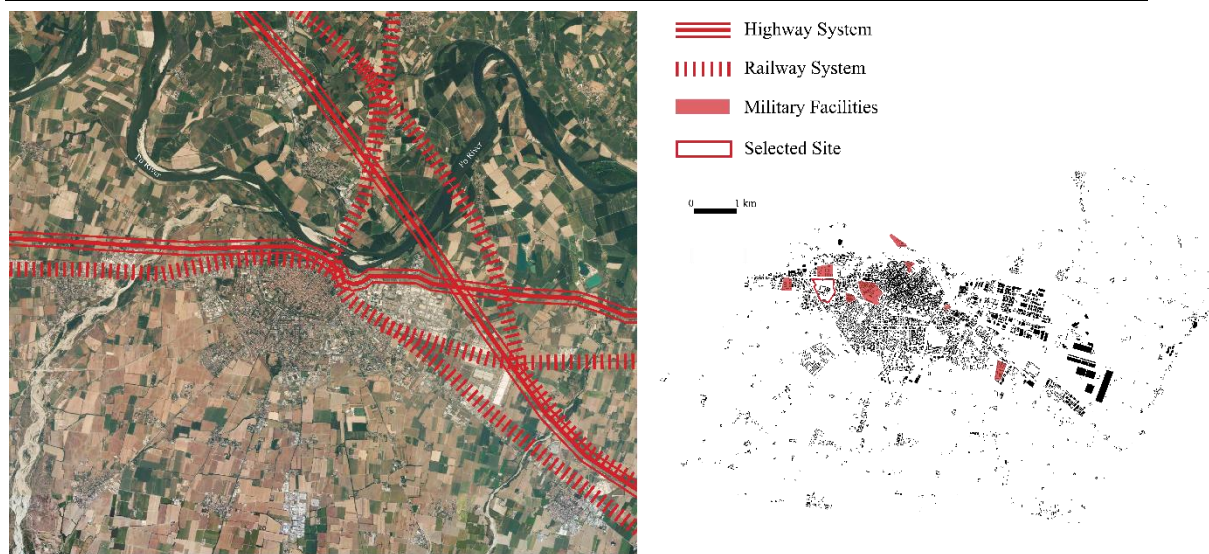 Highway System
Railway System
Military Facilities
Selected Site
0 1 km
Po River
Po River